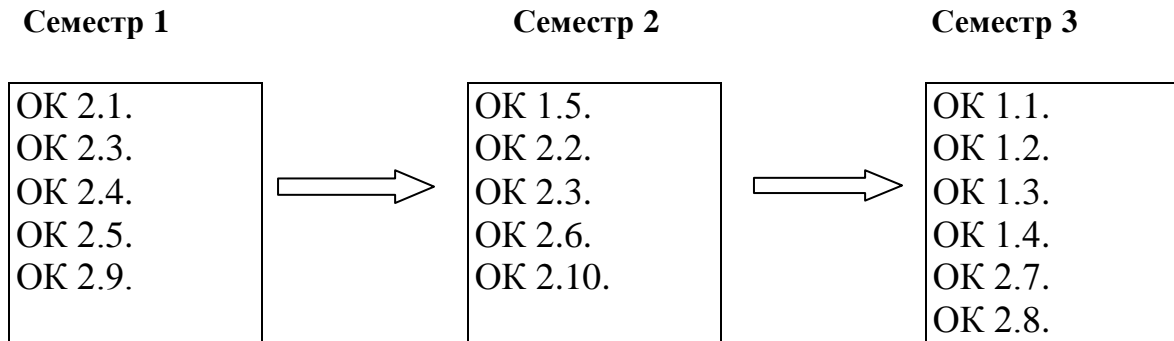 Семестр 1
ОК 2.1.
ОК 2.3.
ОК 2.4.
ОК 2.5.
ОК 2.9.
Семестр 2
ОК 1.5.
ОК 2.2.
ОК 2.3.
ОК 2.6.
ОК 2.10.
Семестр 3
ОК 1.1.
ОК 1.2.
ОК 1.3.
ОК 1.4.
ОК 2.7.
ОК 2.8.